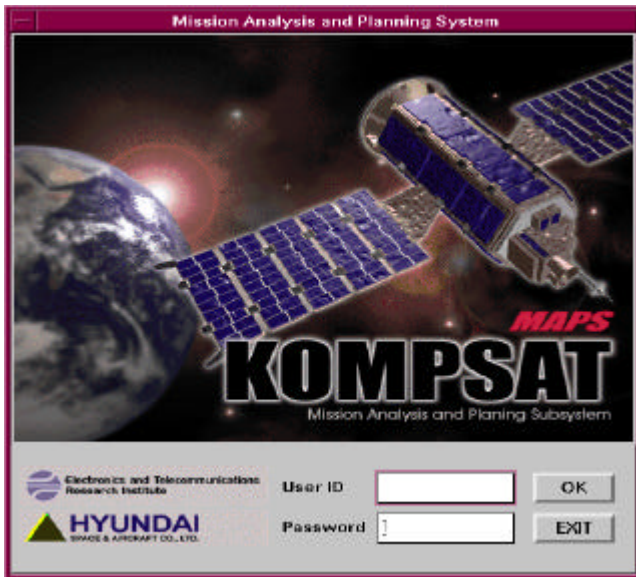 Mission Analysis and Planning System
MAPS
KOMPSAT
Mission Analysis and Planing Subsystem
Electronics and Telecommunications
Research Institute
User ID
OK
HYUNDAI
SPACE & AIRCRAFT CO., LTD.
Password
EXIT